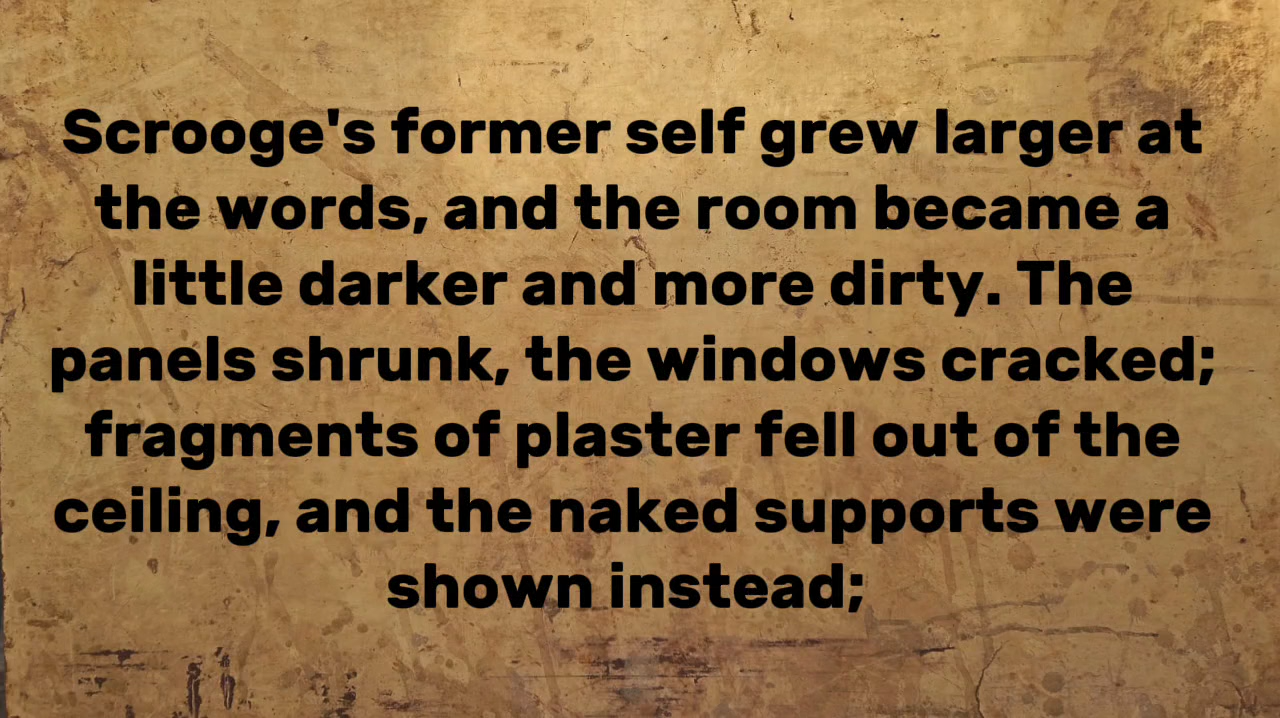 Scrooge's former self grew larger at
the words, and the room became a
little darker and more dirty. The
panels shrunk, the windows cracked;
fragments of plaster fell out of the
ceiling, and the naked supports were
shown instead;